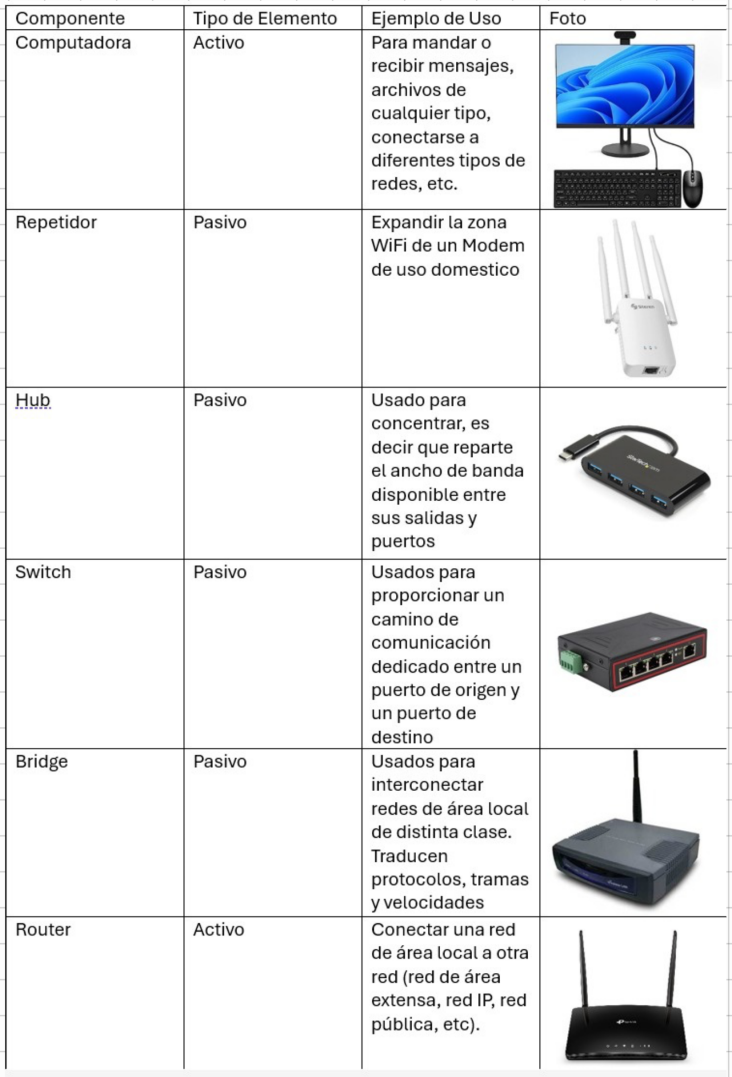 Componente
Tipo de Elemento
Ejemplo de Uso
Foto
Computadora
Activo
Para mandar o
recibir mensajes,
archivos de
cualquier tipo,
conectarse a
diferentes tipos de
redes, etc.
Repetidor
Pasivo
Expandir la zona
WiFi de un Modem
de uso domestico
Hub
Pasivo
Usado para
concentrar, es
decir que reparte
el ancho de banda
disponible entre
sus salidas y
puertos
StarTech.com
Switch
Pasivo
Usados para
proporcionar un
camino de
comunicación
dedicado entre un
puerto de origen y
un puerto de
destino
Bridge
Pasivo
Usados para
interconectar
redes de área local
de distinta clase.
Traducen
protocolos, tramas
y velocidades
Router
Activo
Conectar una red
de área local a otra
red (red de área
extensa, red IP, red
pública, etc).